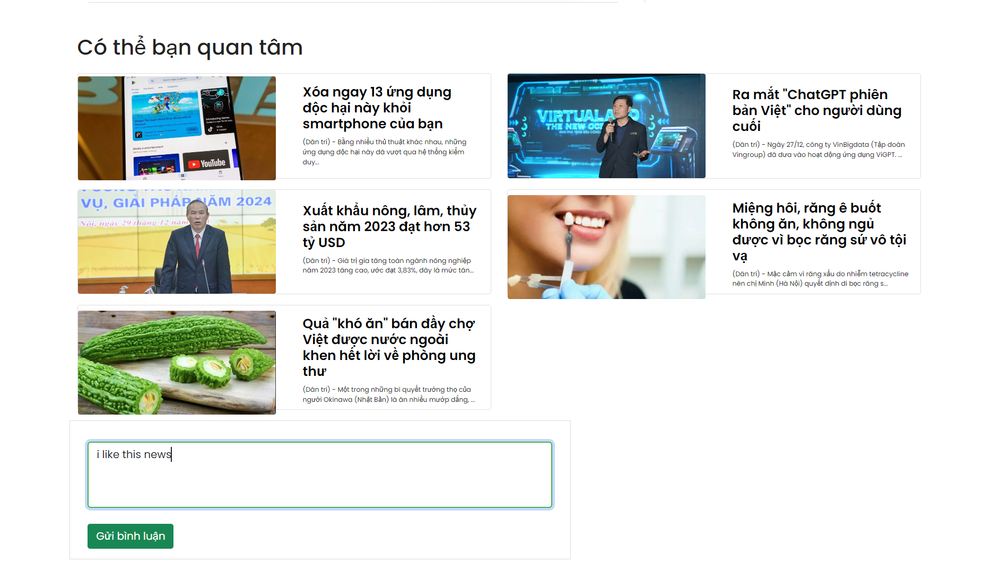 Có thể bạn quan tâm
Search apps & games
Media & entertainment
TikTok
YouTube
Xóa ngay 13 ứng dụng
độc hại này khỏi
smartphone của bạn
(Dân trí) - Bằng nhiều thủ thuật khác nhau, những
ứng dụng độc hại này đã vượt qua hệ thống kiểm
duy...
VINBIGDATA
VIRTUAL
THE NEW
Ra mắt "ChatGPT phiên
bản Việt" cho người dùng
cuối
(Dân trí) - Ngày 27/12, công ty VinBigdata (Tập đoàn
Vingroup) đã đưa vào hoạt động ứng dụng ViGPT. ...
VỤ, GIẢI PHÁP NĂM 2024
Nội, ngày 29 tháng 12 năm
Xuất khẩu nông, lâm, thủy
sản năm 2023 đạt hơn 53
tỷ USD
(Dân trí) - Giá trị gia tăng toàn ngành nông nghiệp
năm 2023 tăng cao, ước đạt 3,83%, đây là mức tăn...
Miệng hôi, răng ê buốt
không ăn, không ngủ
được vì bọc răng sứ vô tội
vạ
(Dân trí) - Mặc cảm vì răng xấu do nhiễm tetracycline
nên chị Minh (Hà Nội) quyết định đi bọc răng s...
Quả "khó ăn" bán đầy chợ
Việt được nước ngoài
khen hết lời về phòng ung
thư
(Dân trí) - Một trong những bí quyết trường thọ của
người Okinawa (Nhật Bản) là ăn nhiều mướp đắng, ...
i like this news
Gửi bình luận